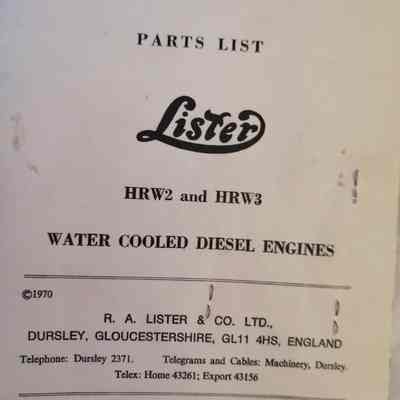 PARTS LIST
Lister
HRW2 and HRW3
WATER COOLED DIESEL ENGINES
©1970
R. A. LISTER & CO. LTD.,
DURSLEY, GLOUCESTERSHIRE, GL11 4HS, ENGLAND
Telephone: Dursley 2371. Telegrams and Cables: Machinery, Dursley.
Telex: Home 43261; Export 43156